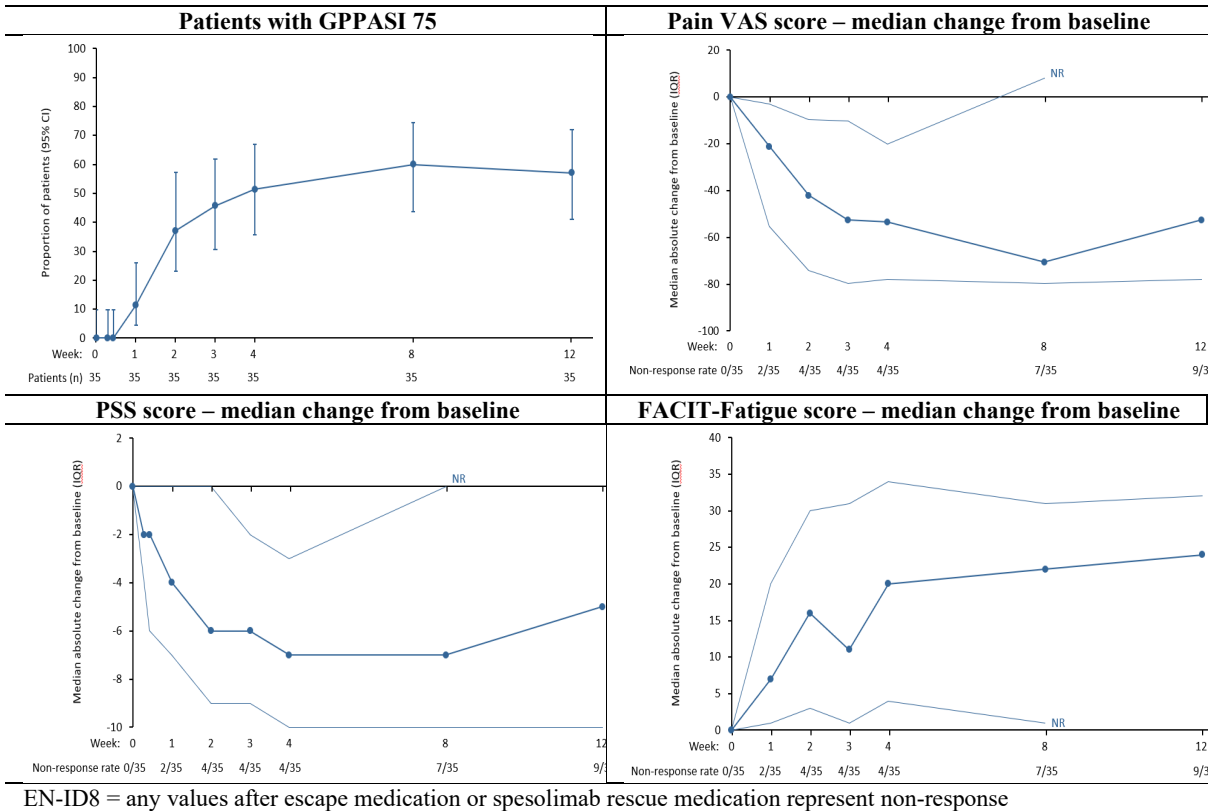 Patients with GPPASI 75
Proportion of patients (95% CI)
100
90
80
70
60
50
40
30
20
10
0
Week: 0 1 2 3 4 8 12
Patients (n) 35 35 35 35 35 35 35
Pain VAS score – median change from baseline
Median absolute change from baseline (IQR)
20
0
-20
-40
-60
-80
-100
NR
Week: 0 1 2 3 4 8 12
Non-response rate 0/35 2/35 4/35 4/35 4/35 7/35 9/3
PSS score – median change from baseline
Median absolute change from baseline (IQR)
2
0
-2
-4
-6
-8
-10
NR
Week: 0 1 2 3 4 8 12
Non-response rate 0/35 2/35 4/35 4/35 4/35 7/35 9/3
FACIT-Fatigue score – median change from baseline
Median absolute change from baseline (IQR)
40
35
30
25
20
15
10
5
0
NR
Week: 0 1 2 3 4 8 12
Non-response rate 0/35 2/35 4/35 4/35 4/35 7/35 9/3
EN-ID8 = any values after escape medication or spesolimab rescue medication represent non-response